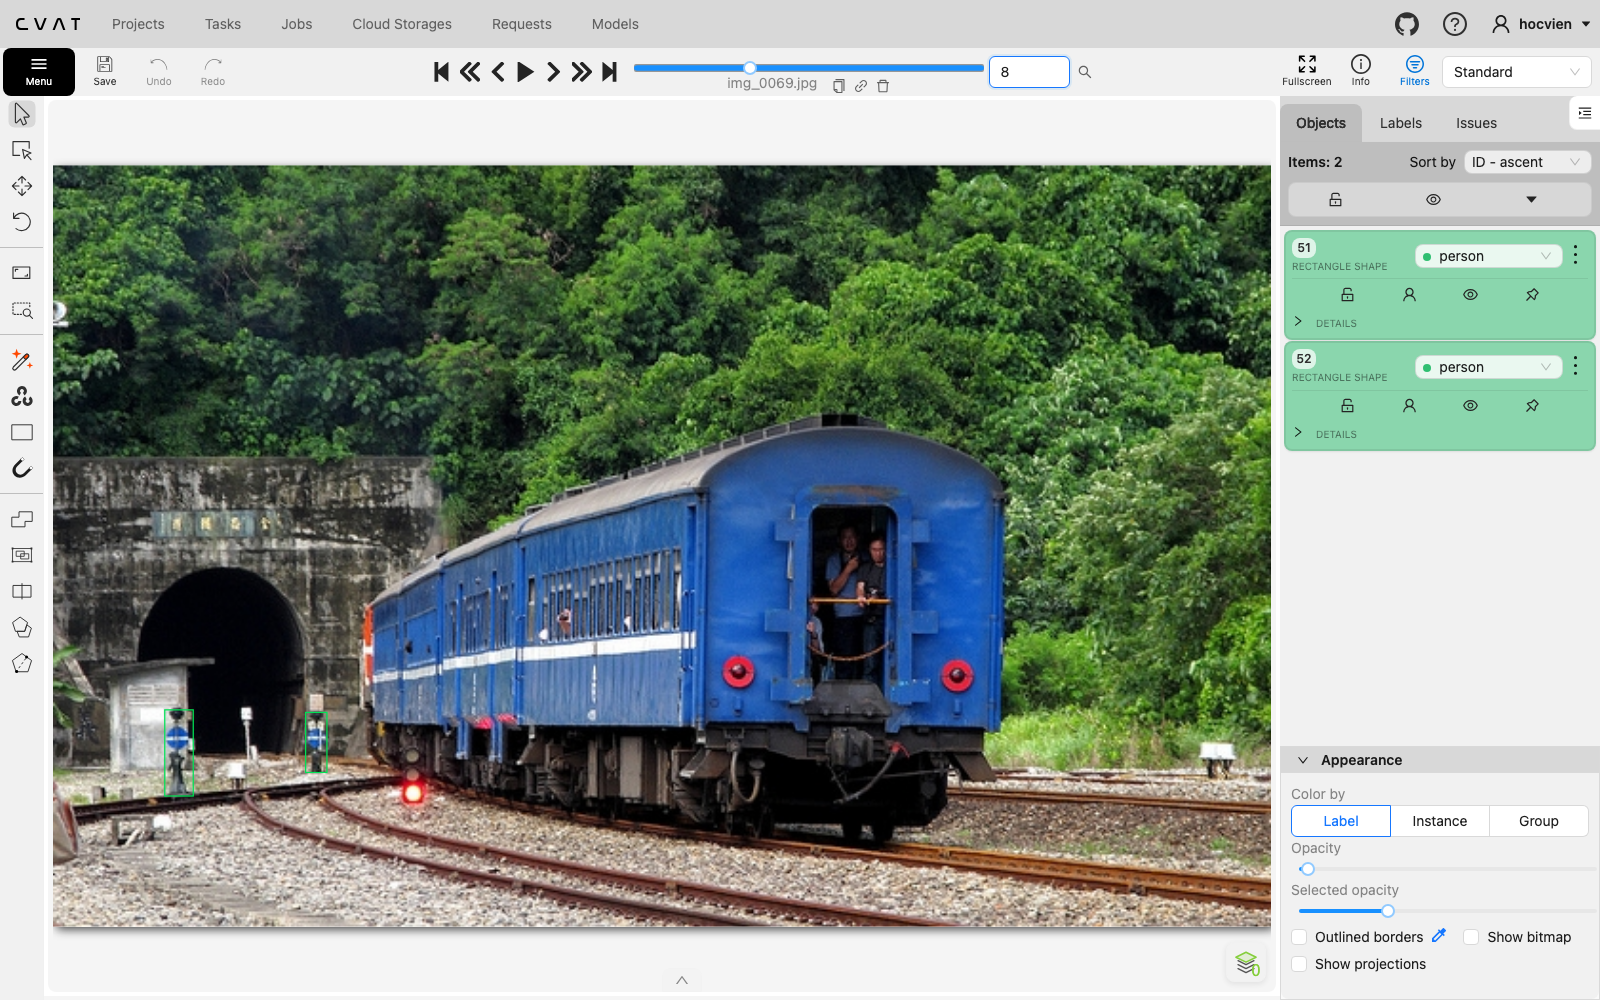 CVAT
Projects
Tasks
Jobs
Cloud Storages
Requests
Models
hocvien
Menu
Save
Undo
Redo
img_0069.jpg
8
Fullscreen
Info
Filters
Standard
Objects
Labels
Issues
Items: 2
Sort by
ID - ascent
51
RECTANGLE SHAPE
person
DETAILS
52
RECTANGLE SHAPE
person
DETAILS
Appearance
Color by
Label
Instance
Group
Opacity
Selected opacity
Outlined borders
Show bitmap
Show projections
0